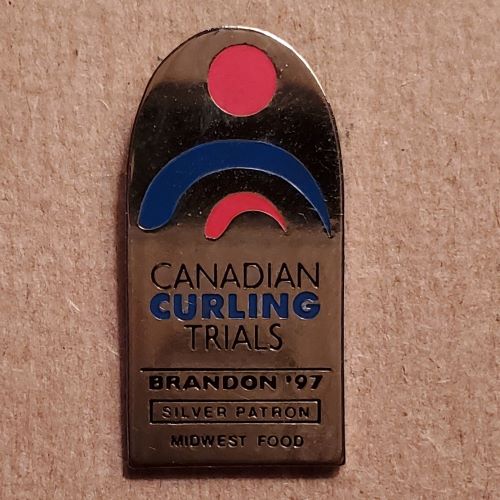 CANADIAN
CURLING
TRIALS
BRANDON '97
SILVER PATRON
MIDWEST FOOD